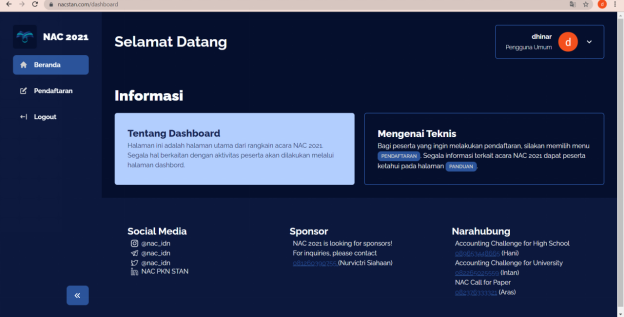 nacstan.com/dashboard
NAC 2021
Beranda
Pendaftaran
Logout
Selamat Datang
dhinar
Pengguna Umum
d
Informasi
Tentang Dashboard
Halaman ini adalah halaman utama dari rangkain acara NAC 2021.
Segala hal berkaitan dengan aktivitas peserta akan dilakukan melalui
halaman dashbord.
Mengenai Teknis
Bagi peserta yang ingin melakukan pendaftaran, silakan memilih menu
PENDAFTARAN. Segala informasi terkait acara NAC 2021 dapat peserta
ketahui pada halaman PANDUAN.
Social Media
@nac_idn
@nac_idn
@nac_idn
NAC PKN STAN
Sponsor
NAC 2021 is looking for sponsors!
For inquiries, please contact
(Nurvictri Siahaan)
Narahubung
Accounting Challenge for High School
(Hani)
Accounting Challenge for University
(Intan)
NAC Call for Paper
(Aras)